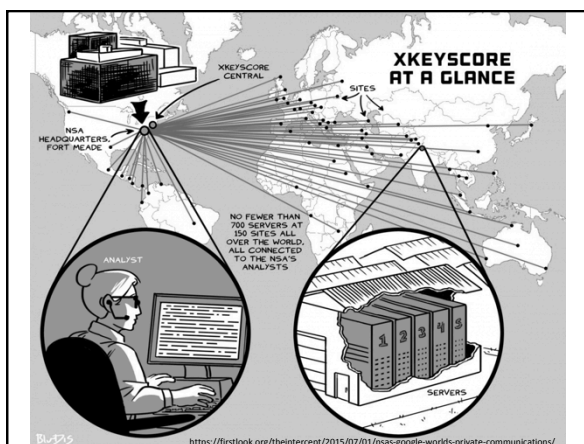 XKEYSCORE
AT A GLANCE
XKEYSCORE
CENTRAL
SITES
NSA
HEADQUARTERS,
FORT MEADE
NO FEWER THAN
700 SERVERS AT
150 SITES ALL
OVER THE WORLD,
ALL CONNECTED
TO THE NSA'S
ANALYSTS
ANALYST
1 2 3 4 5
SERVERS
https://firstlook.org/theintercept/2015/07/01/nsas-google-worlds-private-communications/